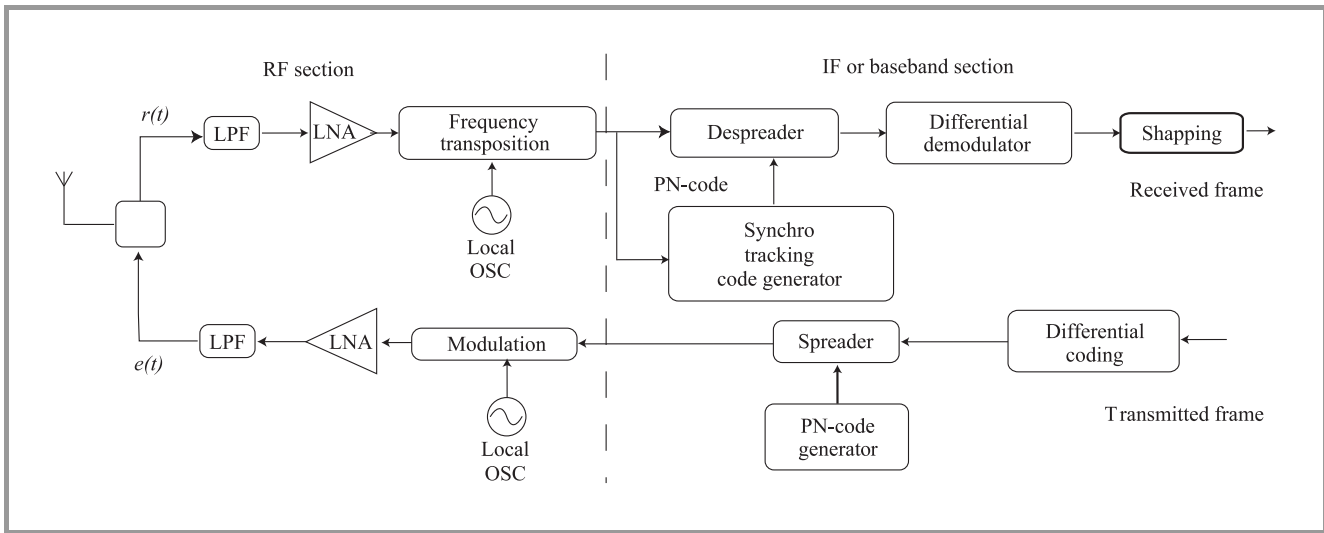 RF section
IF or baseband section
r(t)
LPF
LNA
Frequency
transposition
Despreader
Differential
demodulator
Shapping
PN-code
Received frame
Local
OSC
Synchro
tracking
code generator
e(t)
LPF
LNA
Modulation
Spreader
Differential
coding
Local
OSC
PN-code
generator
Transmitted frame